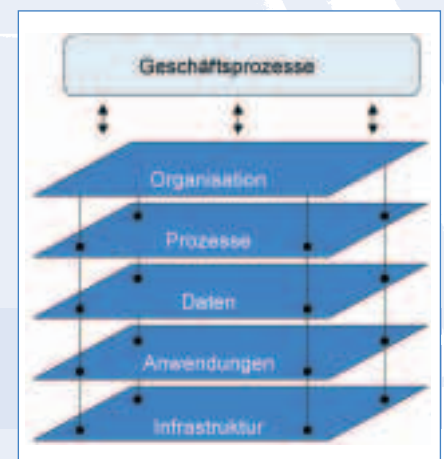 Geschäftsprozesse
Organisation
Prozesse
Daten
Anwendungen
Infrastruktur